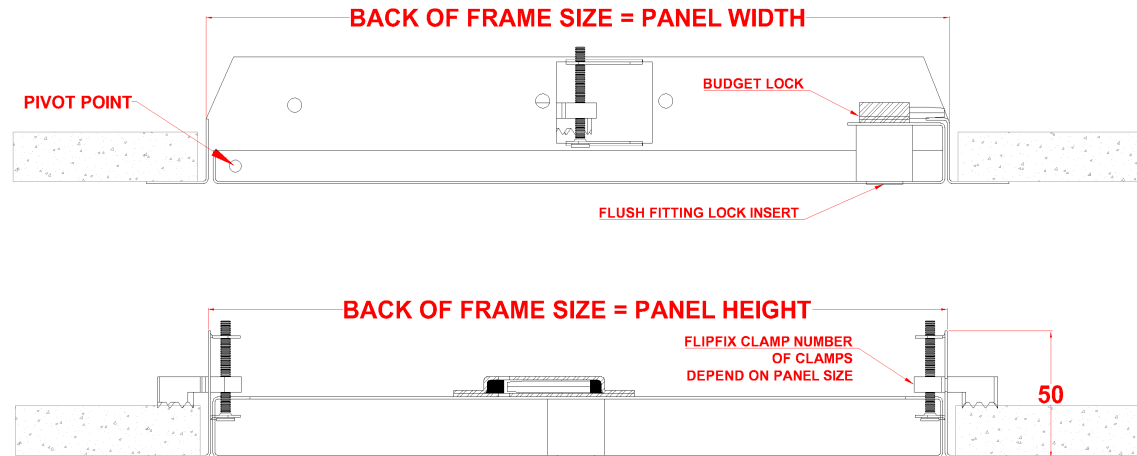 BACK OF FRAME SIZE = PANEL WIDTH
PIVOT POINT
BUDGET LOCK
FLUSH FITTING LOCK INSERT
BACK OF FRAME SIZE = PANEL HEIGHT
FLIPFIX CLAMP NUMBER
OF CLAMPS
DEPEND ON PANEL SIZE
50